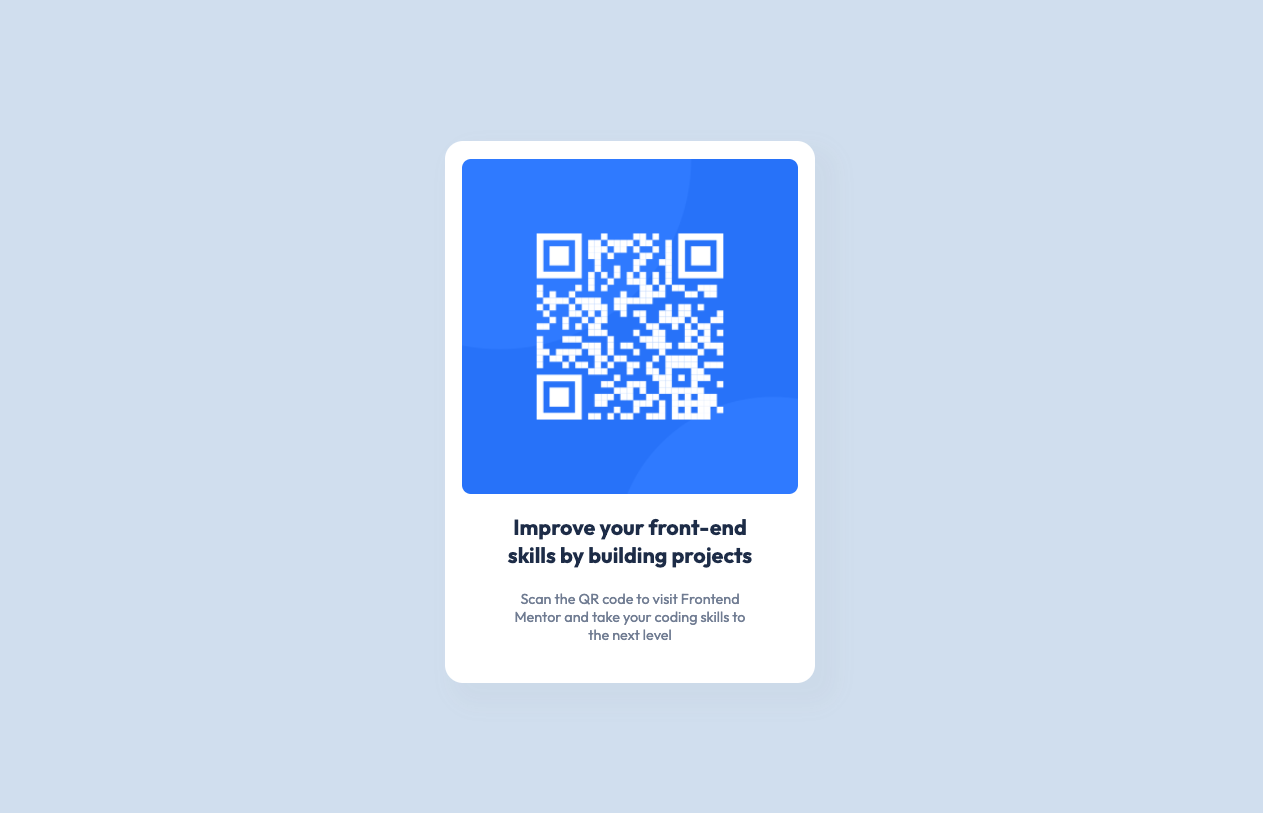 Improve your front-end
skills by building projects
Scan the QR code to visit Frontend
Mentor and take your coding skills to
the next level